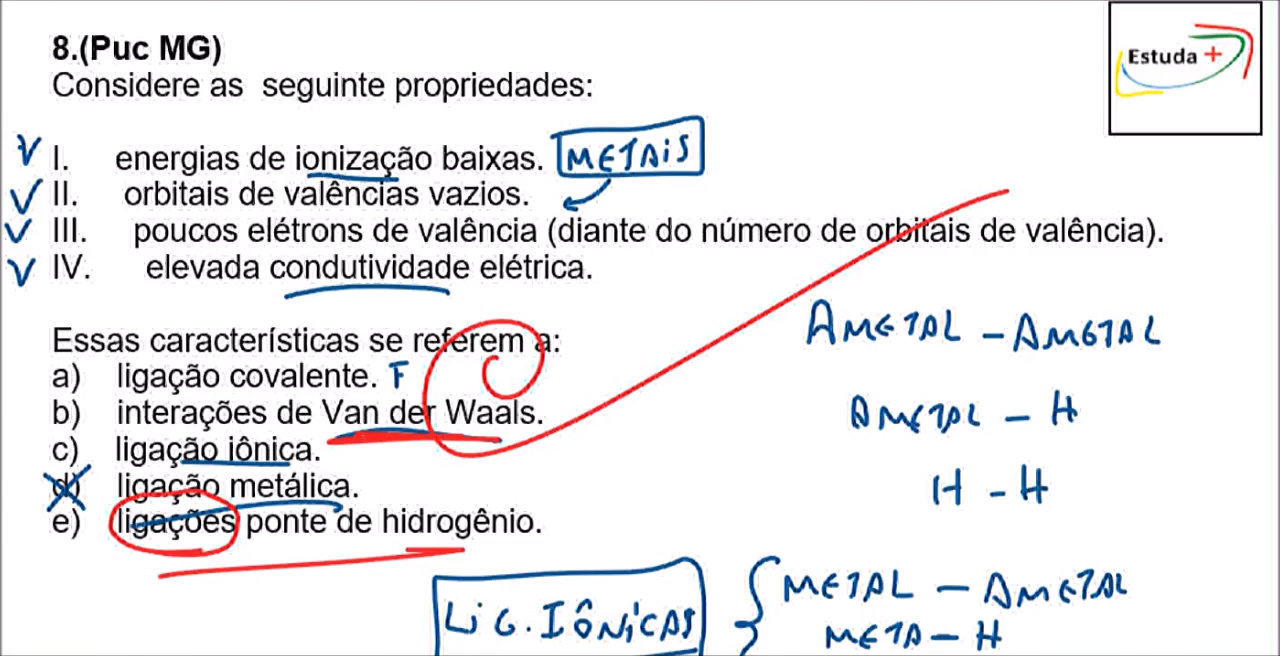 8.(Puc MG)
Estuda +
Considere as seguinte propriedades:
V I. energias de ionização baixas. METAIS
V II. orbitais de valências vazios.
V III. poucos elétrons de valência (diante do número de orbitais de valência).
V IV. elevada condutividade elétrica.
Essas características se referem a:
a) ligação covalente. F
b) interações de Van der Waals.
c) ligação iônica.
d) ligação metálica.
e) ligações ponte de hidrogênio.
AMETAL - AMETAL
AMETAL - H
H - H
LIG. IÔNICAS { METAL - AMETAL
META - H